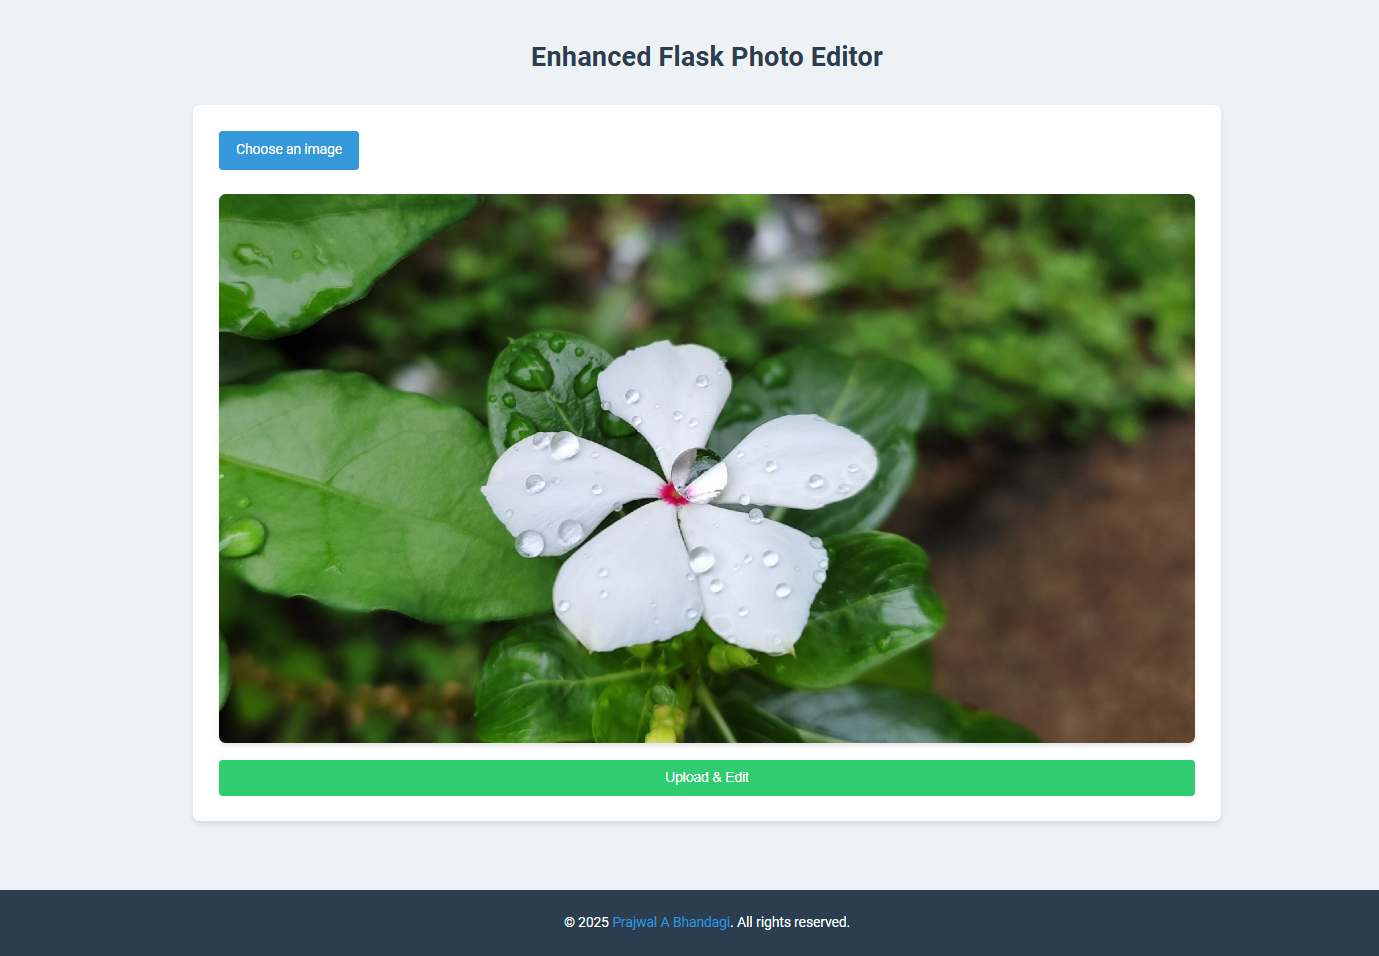 Enhanced Flask Photo Editor
Choose an image
Upload & Edit
© 2025 Prajwal A Bhandagi. All rights reserved.